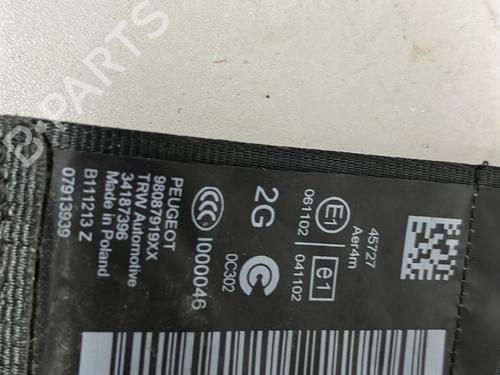 PEUGEOT
98087919XX
TRW Automotive
34187396
Made in Poland
B111213 Z
07913939
CCC
I000046
2G
C
0C302
E1
061102
45727
Aer4m
e1
041102
B-PARTS